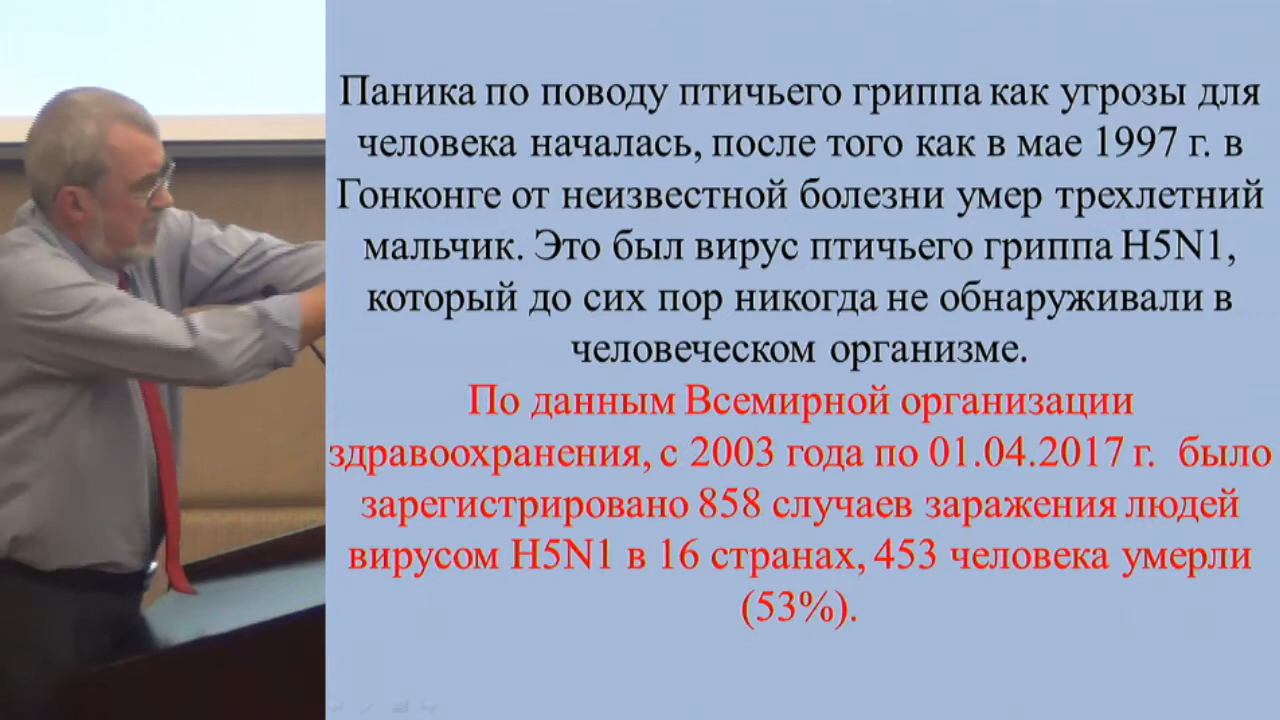 Паника по поводу птичьего гриппа как угрозы для
человека началась, после того как в мае 1997 г. в
Гонконге от неизвестной болезни умер трехлетний
мальчик. Это был вирус птичьего гриппа H5N1,
который до сих пор никогда не обнаруживали в
человеческом организме.
По данным Всемирной организации
здравоохранения, с 2003 года по 01.04.2017 г. было
зарегистрировано 858 случаев заражения людей
вирусом H5N1 в 16 странах, 453 человека умерли
(53%).